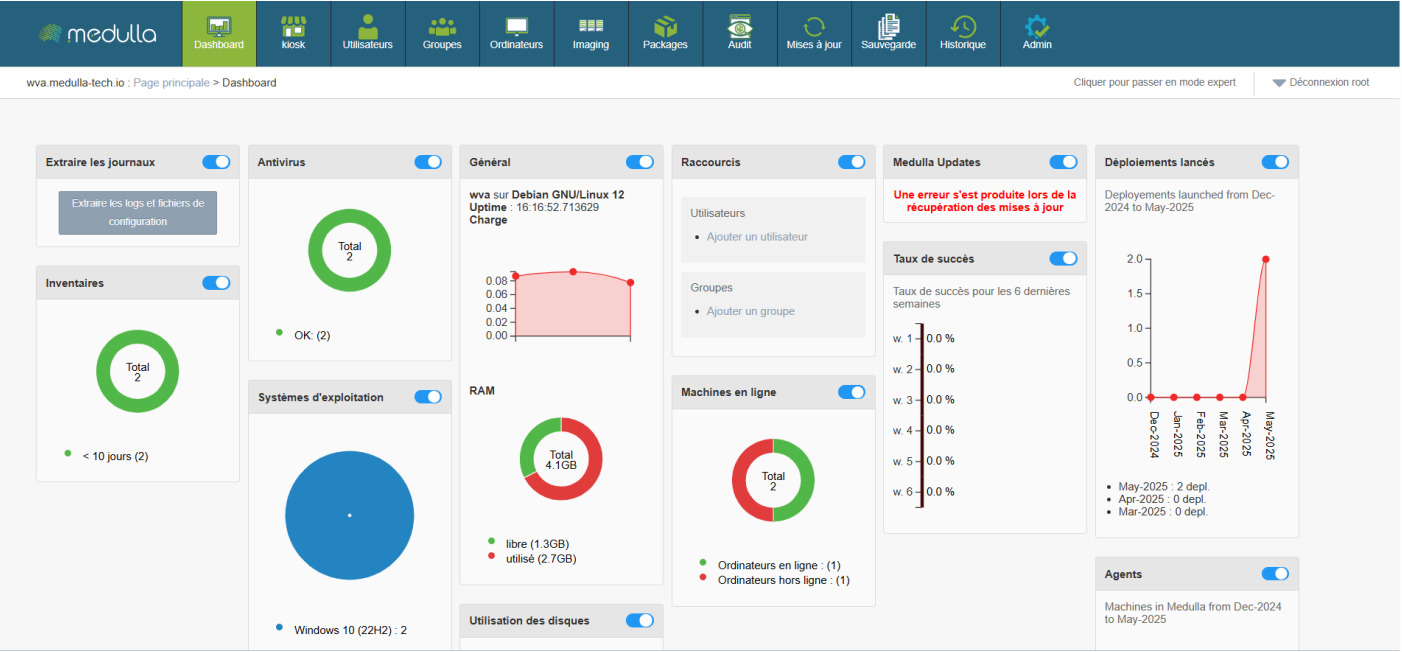 medulla
Dashboard
kiosk
Utilisateurs
Groupes
Ordinateurs
Imaging
Packages
Audit
Mises à jour
Sauvegarde
Historique
Admin
wva.medulla-tech.io : Page principale > Dashboard
Cliquer pour passer en mode expert
Déconnexion root
Extraire les journaux
Extraire les logs et fichiers de
configuration
Inventaires
Total
2
< 10 jours (2)
Antivirus
Total
2
OK: (2)
Systèmes d'exploitation
Windows 10 (22H2) : 2
Général
wva sur Debian GNU/Linux 12
Uptime : 16:16:52.713629
Charge
0.08
0.06
0.04
0.02
0.00
RAM
Total
4.1GB
libre (1.3GB)
utilisé (2.7GB)
Utilisation des disques
Raccourcis
Utilisateurs
Ajouter un utilisateur
Groupes
Ajouter un groupe
Machines en ligne
Total
2
Ordinateurs en ligne : (1)
Ordinateurs hors ligne : (1)
Medulla Updates
Une erreur s'est produite lors de la
récupération des mises à jour
Taux de succès
Taux de succès pour les 6 dernières
semaines
w. 1 0.0 %
w. 2 0.0 %
w. 3 0.0 %
w. 4 0.0 %
w. 5 0.0 %
w. 6 0.0 %
Déploiements lancés
Deployements launched from Dec-
2024 to May-2025
2.0
1.5
1.0
0.5
0.0
Dec-2024
Jan-2025
Feb-2025
Mar-2025
Apr-2025
May-2025
May-2025 : 2 depl.
Apr-2025 : 0 depl.
Mar-2025 : 0 depl.
Agents
Machines in Medulla from Dec-2024
to May-2025